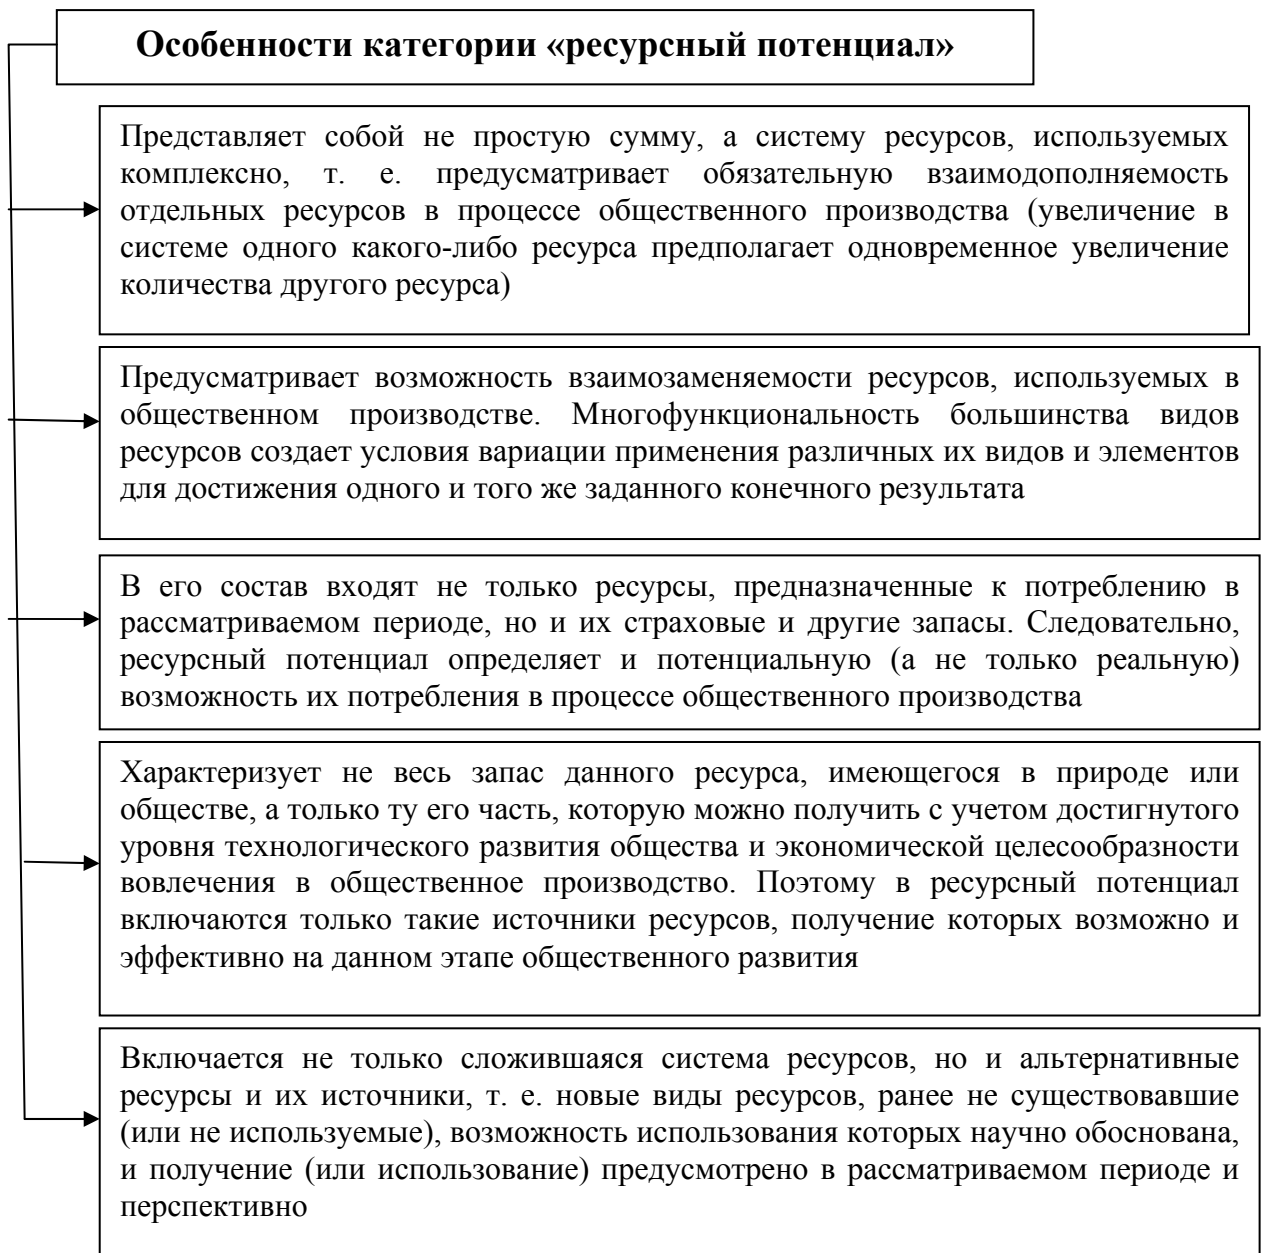 Особенности категории «ресурсный потенциал»
Представляет собой не простую сумму, а систему ресурсов, используемых
комплексно, т. е. предусматривает обязательную взаимодополняемость
отдельных ресурсов в процессе общественного производства (увеличение в
системе одного какого-либо ресурса предполагает одновременное увеличение
количества другого ресурса)
Предусматривает возможность взаимозаменяемости ресурсов, используемых в
общественном производстве. Многофункциональность большинства видов
ресурсов создает условия вариации применения различных их видов и элементов
для достижения одного и того же заданного конечного результата
В его состав входят не только ресурсы, предназначенные к потреблению в
рассматриваемом периоде, но и их страховые и другие запасы. Следовательно,
ресурсный потенциал определяет и потенциальную (а не только реальную)
возможность их потребления в процессе общественного производства
Характеризует не весь запас данного ресурса, имеющегося в природе или
обществе, а только ту его часть, которую можно получить с учетом достигнутого
уровня технологического развития общества и экономической целесообразности
вовлечения в общественное производство. Поэтому в ресурсный потенциал
включаются только такие источники ресурсов, получение которых возможно и
эффективно на данном этапе общественного развития
Включается не только сложившаяся система ресурсов, но и альтернативные
ресурсы и их источники, т. е. новые виды ресурсов, ранее не существовавшие
(или не используемые), возможность использования которых научно обоснована,
и получение (или использование) предусмотрено в рассматриваемом периоде и
перспективно